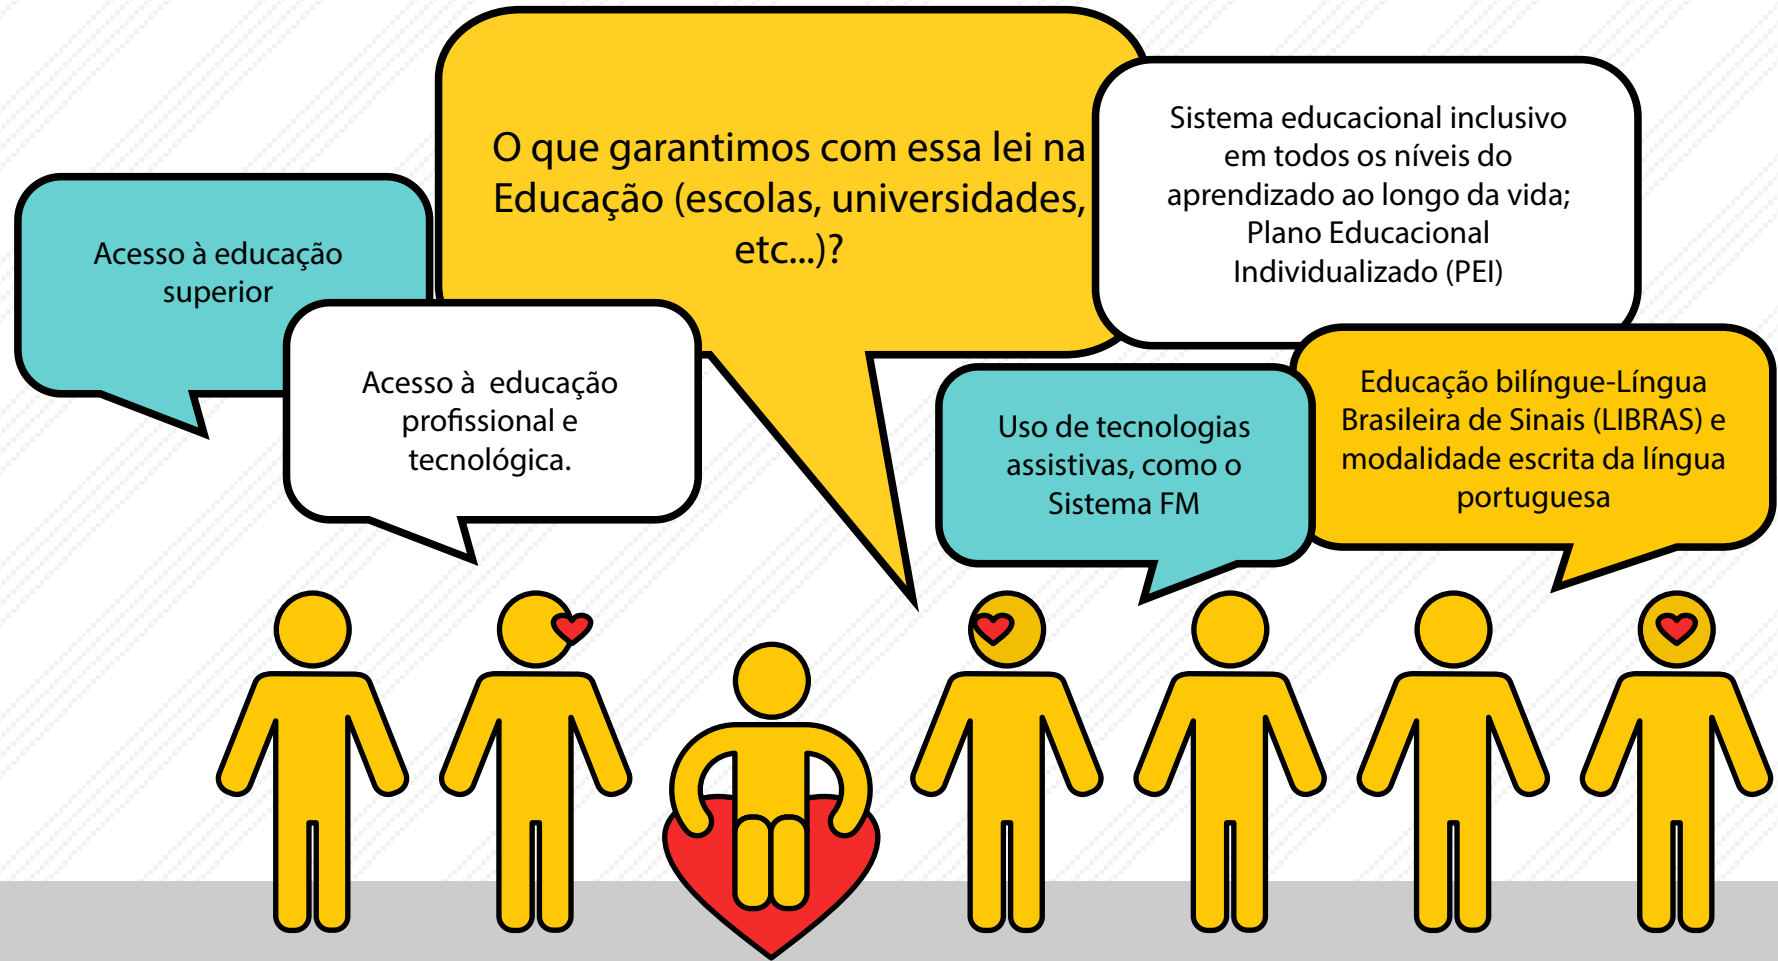 O que garantimos com essa lei na
Educação (escolas, universidades,
etc...)?
Acesso à educação
superior
Acesso à  educação
profissional e
tecnológica.
Sistema educacional inclusivo
em todos os níveis do
aprendizado ao longo da vida;
Plano Educacional
Individualizado (PEI)
Uso de tecnologias
assistivas, como o
Sistema FM
Educação bilíngue-Língua
Brasileira de Sinais (LIBRAS) e
modalidade escrita da língua
portuguesa